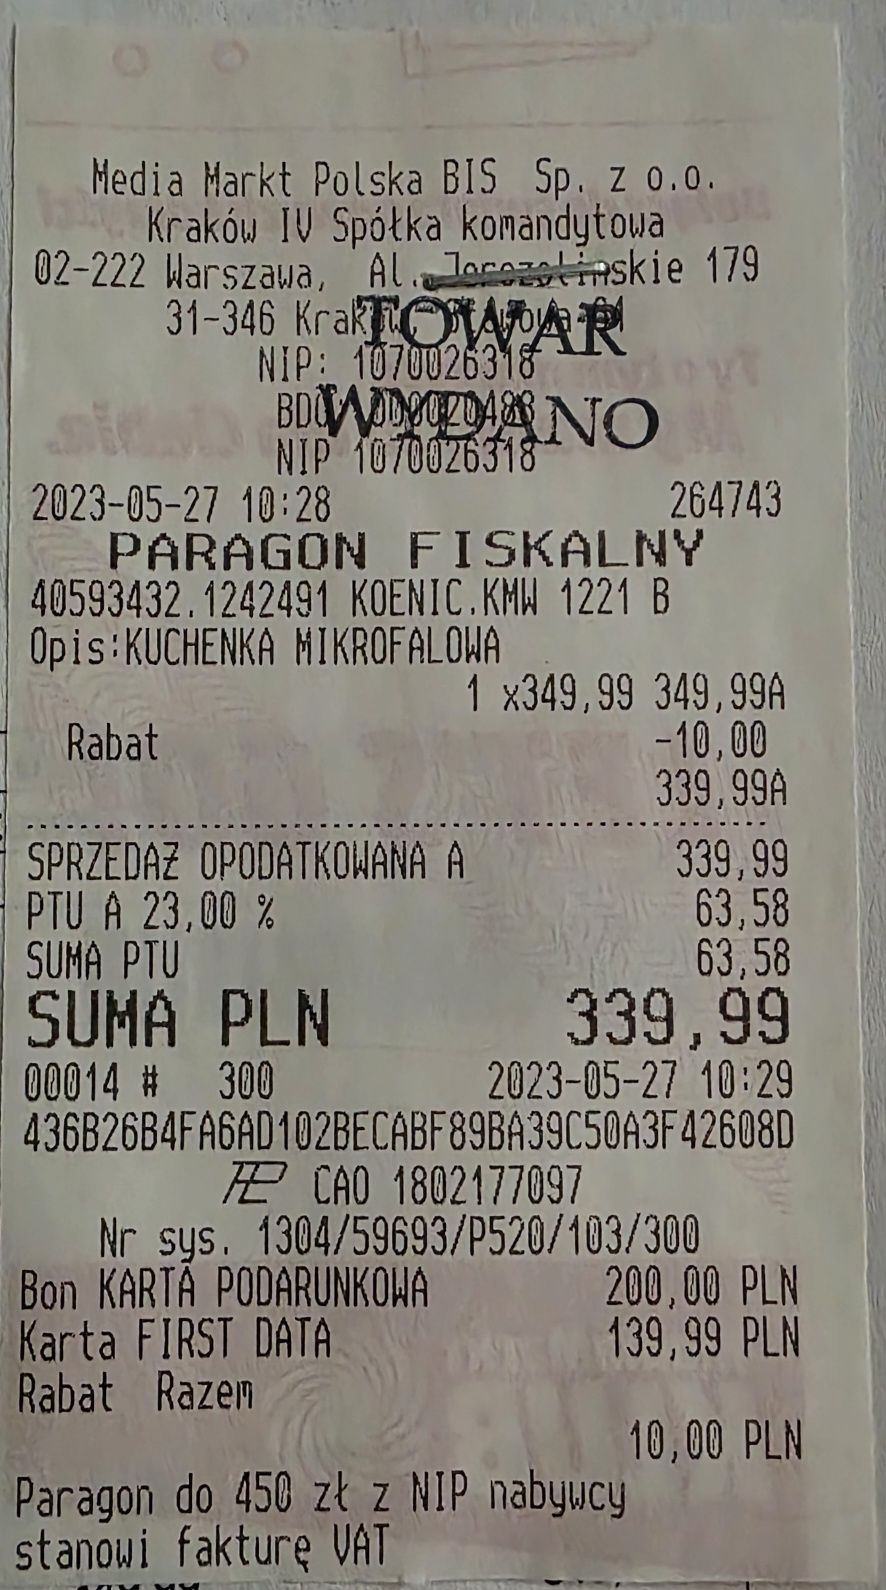 Media Markt Polska BIS Sp. z o.o.
Kraków IV Spółka komandytowa
02-222 Warszawa, Al. Jerozolimskie 179
31-346 Kraków,
TOWAR
NIP: 1070026318
WYDANO
NIP 1070026318
2023-05-27 10:28 264743
PARAGON FISKALNY
40593432.1242491 KOENIC.KMW 1221 B
Opis:KUCHENKA MIKROFALOWA
1 x349,99 349,99A
Rabat -10,00
339,99A
SPRZEDAŻ OPODATKOWANA A 339,99
PTU A 23,00 % 63,58
SUMA PTU 63,58
SUMA PLN 339,99
00014 # 300 2023-05-27 10:29
436B26B4FA6AD102BECABF89BA39C50A3F42608D
CAO 1802177097
Nr sys. 1304/59693/P520/103/300
Bon KARTA PODARUNKOWA 200,00 PLN
Karta FIRST DATA 139,99 PLN
Rabat Razem
10,00 PLN
Paragon do 450 zł z NIP nabywcy
stanowi fakturę VAT